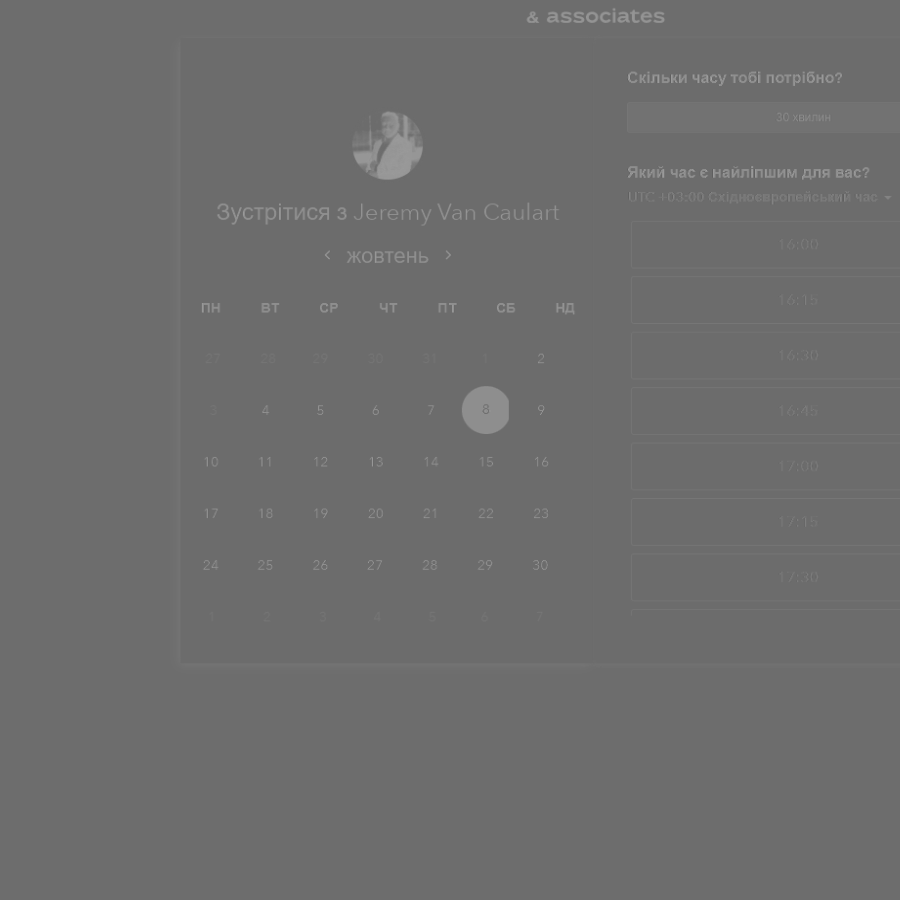 & associates
Скільки часу тобі потрібно?
30 хвилин
Зустрітися з Jeremy Van Caulart
Який час є найліпшим для вас?
UTC +03:00 Східноєвропейський час
жовтень
ПН ВТ СР ЧТ ПТ СБ НД
27 28 29 30 31 1 2
3 4 5 6 7 8 9
10 11 12 13 14 15 16
17 18 19 20 21 22 23
24 25 26 27 28 29 30
1 2 3 4 5 6 7
16:00
16:15
16:30
16:45
17:00
17:15
17:30